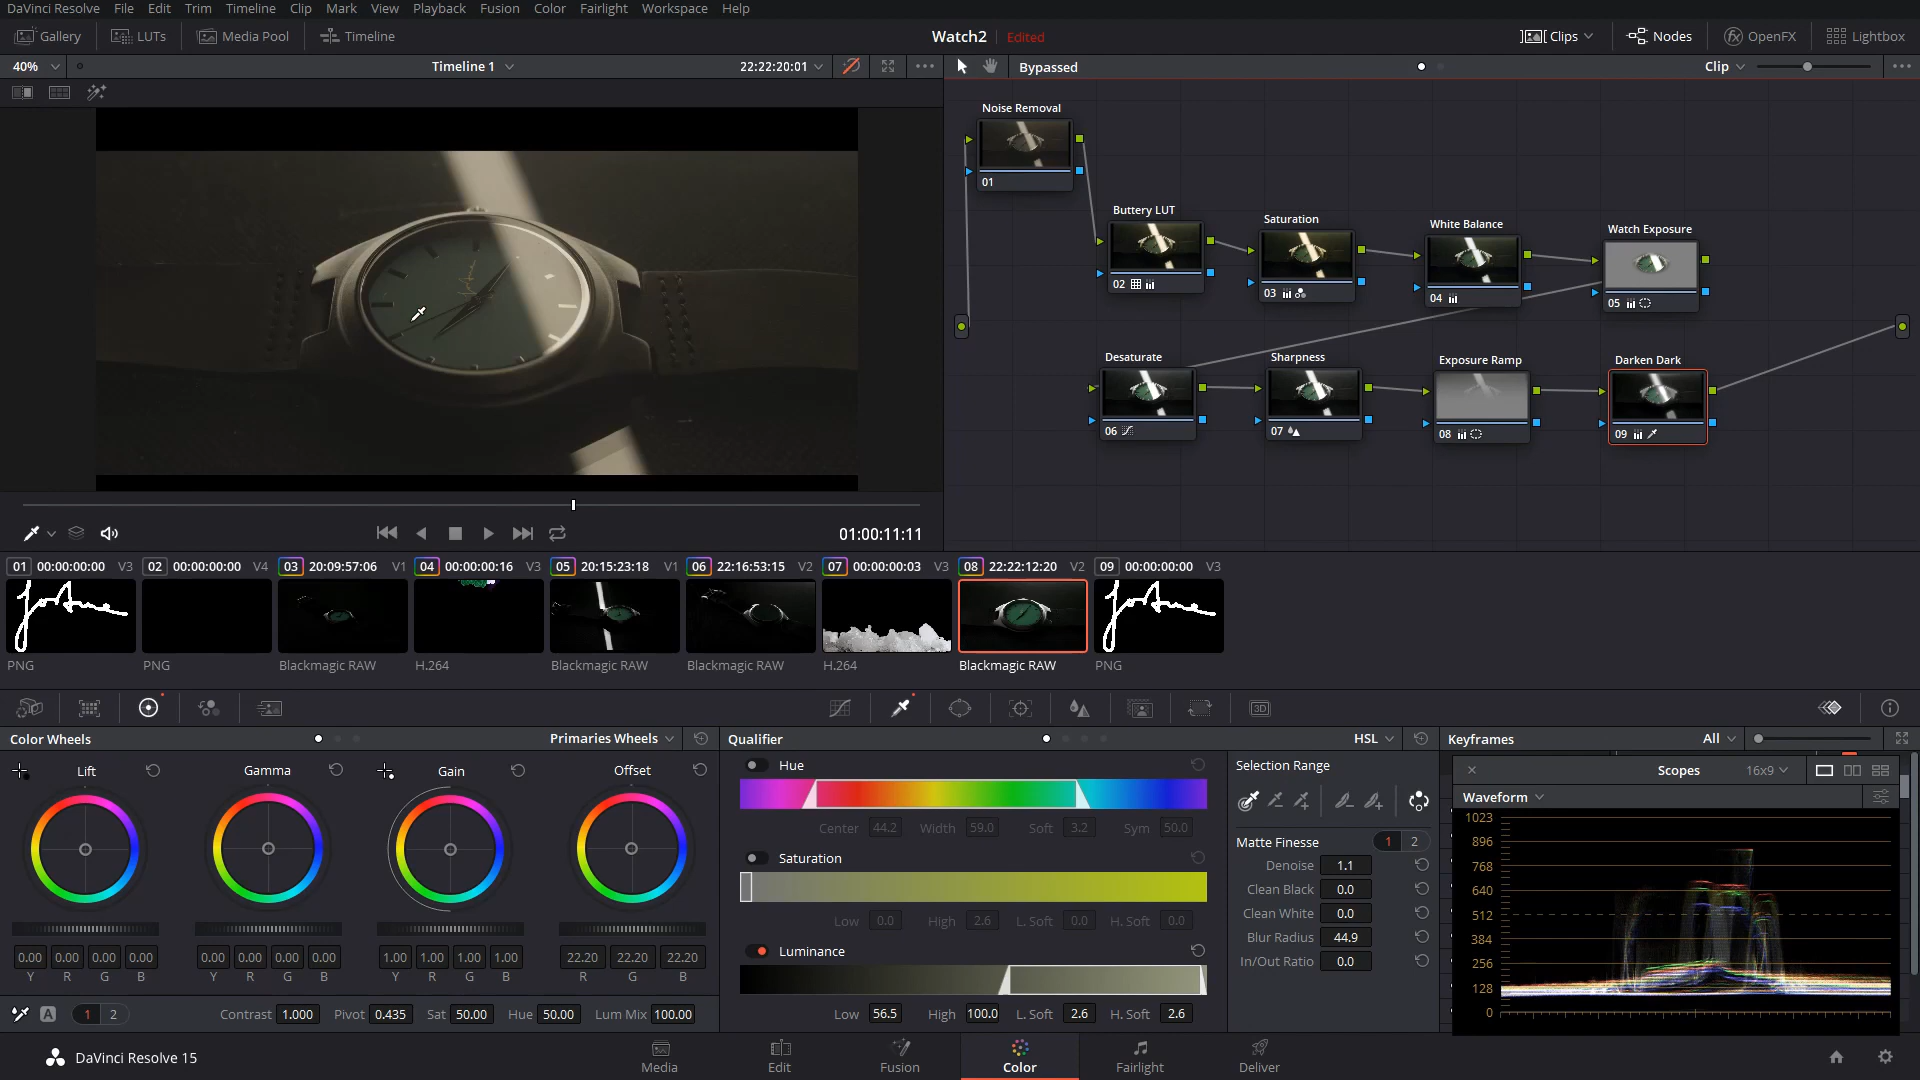 DaVinci Resolve File Edit Trim Timeline Clip Mark View Playback Fusion Color Fairlight Workspace Help
Gallery LUTs Media Pool Timeline Watch2 Edited Clips Nodes fx OpenFX Lightbox
40% Timeline 1 22:22:20:01 Bypassed Clip
Noise Removal
01
Buttery LUT
02
Saturation
03
White Balance
04
Watch Exposure
05
Desaturate
06
Sharpness
07
Exposure Ramp
08
Darken Dark
09
01:00:11:11
01 00:00:00:00 V3 02 00:00:00:00 V4 03 20:09:57:06 V1 04 00:00:00:16 V3 05 20:15:23:18 V1 06 22:16:53:15 V2 07 00:00:00:03 V3 08 22:22:12:20 V2 09 00:00:00:00 V3
PNG PNG Blackmagic RAW H.264 Blackmagic RAW Blackmagic RAW H.264 Blackmagic RAW PNG
3D
Color Wheels Primaries Wheels
Lift Gamma Gain Offset
0.00 0.00 0.00 0.00 0.00 0.00 0.00 0.00 1.00 1.00 1.00 1.00 22.20 22.20 22.20
Y R G B Y R G B Y R G B R G B
A 1 2 Contrast 1.000 Pivot 0.435 Sat 50.00 Hue 50.00 Lum Mix 100.00
Qualifier HSL
Hue
Center 44.2 Width 59.0 Soft 3.2 Sym 50.0
Saturation
Low 0.0 High 2.6 L. Soft 0.0 H. Soft 0.0
Luminance
Low 56.5 High 100.0 L. Soft 2.6 H. Soft 2.6
Selection Range
Matte Finesse 1 2
Denoise 1.1
Clean Black 0.0
Clean White 0.0
Blur Radius 44.9
In/Out Ratio 0.0
Keyframes All
Scopes 16x9
Waveform
1023
896
768
640
512
384
256
128
0
DaVinci Resolve 15 Media Edit Fusion Color Fairlight Deliver